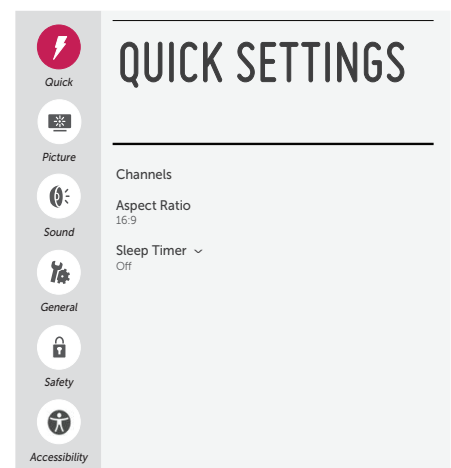 Quick
Picture
Sound
General
Safety
Accessibility
QUICK SETTINGS
Channels
Aspect Ratio
16:9
Sleep Timer
Off